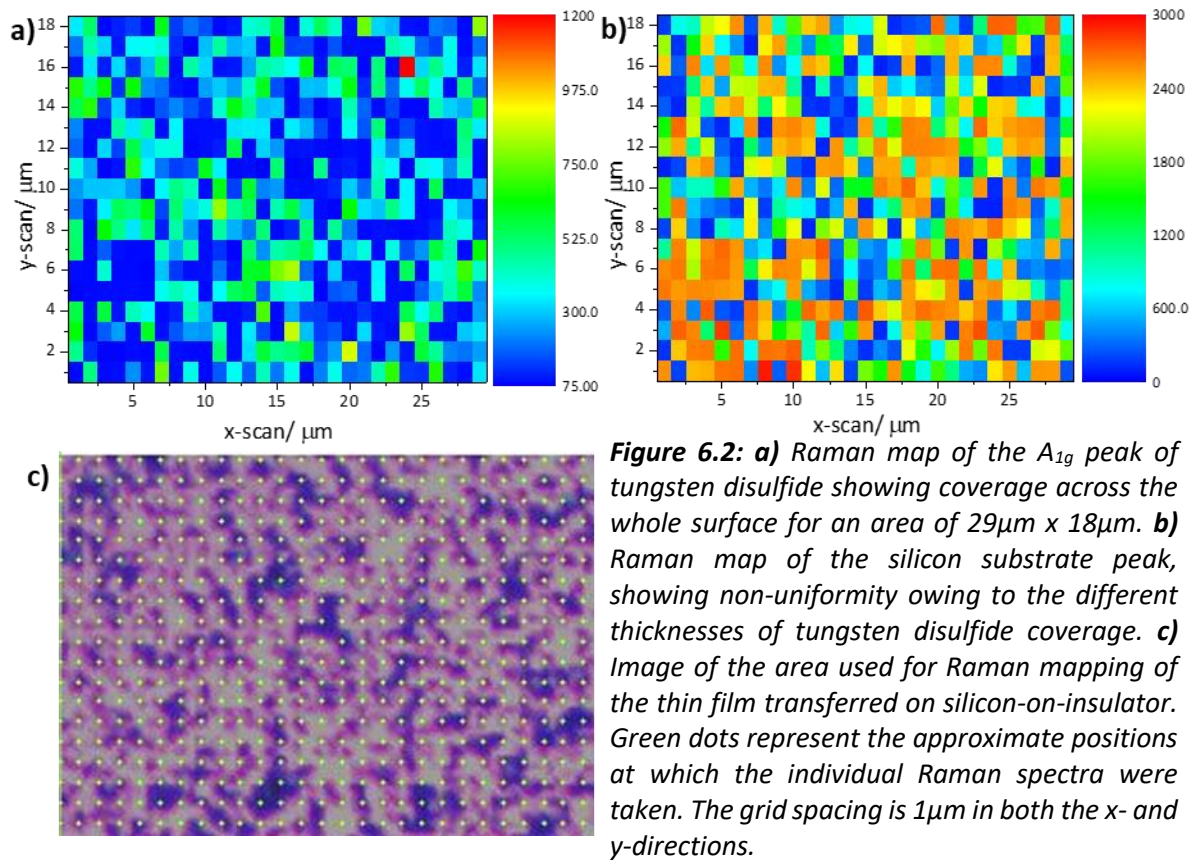 a)
18
16
14
12
10
8
6
4
2
y-scan/ μm
5 10 15 20 25
x-scan/ μm
1200
975.0
750.0
525.0
300.0
75.00
b)
18
16
14
12
10
8
6
4
2
y-scan/ μm
5 10 15 20 25
x-scan/ μm
3000
2400
1800
1200
600.0
0
c)
Figure 6.2: a) Raman map of the A1g peak of
tungsten disulfide showing coverage across the
whole surface for an area of 29μm x 18μm. b)
Raman map of the silicon substrate peak,
showing non-uniformity owing to the different
thicknesses of tungsten disulfide coverage. c)
Image of the area used for Raman mapping of
the thin film transferred on silicon-on-insulator.
Green dots represent the approximate positions
at which the individual Raman spectra were
taken. The grid spacing is 1μm in both the x- and
y-directions.